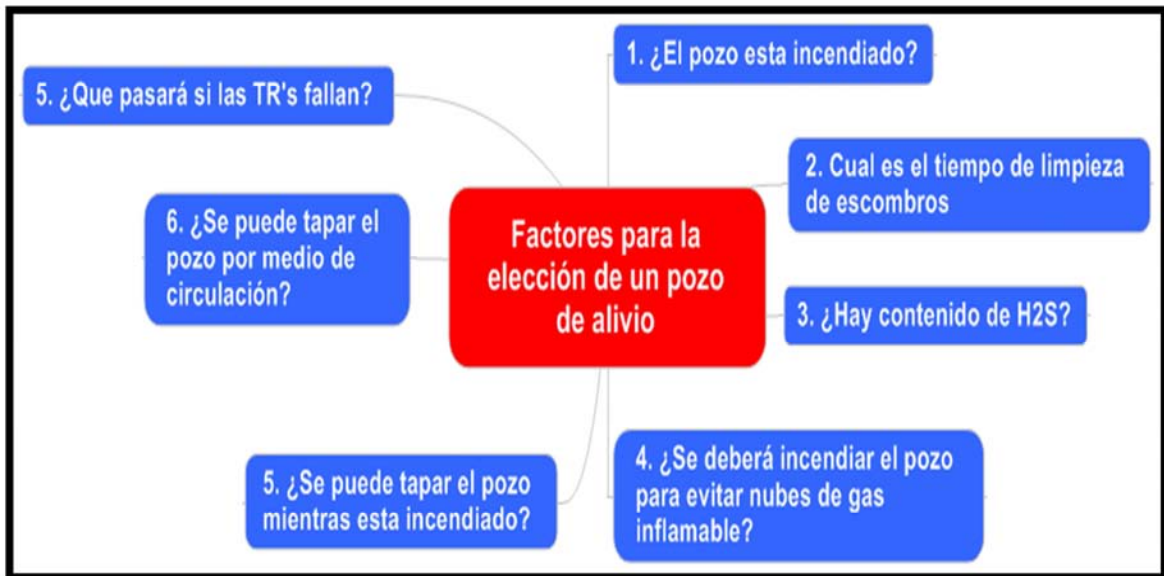 1. ¿El pozo esta incendiado?
5. ¿Que pasará si las TR's fallan?
2. Cual es el tiempo de limpieza
de escombros
6. ¿Se puede tapar el
pozo por medio de
circulación?
Factores para la
elección de un pozo
de alivio
3. ¿Hay contenido de H2S?
4. ¿Se deberá incendiar el pozo
para evitar nubes de gas
inflamable?
5. ¿Se puede tapar el pozo
mientras esta incendiado?